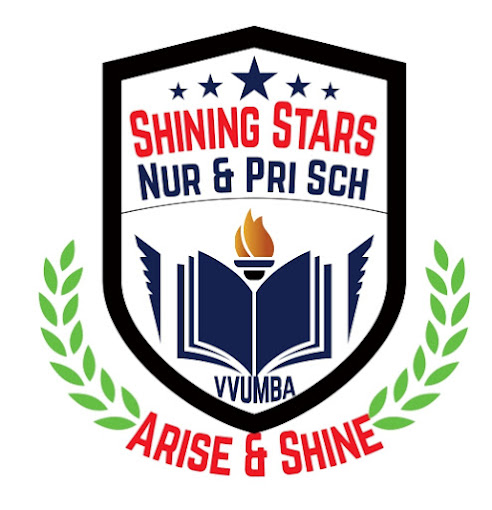 Shining Stars
Nur & Pri Sch
VVUMBA
Arise & Shine